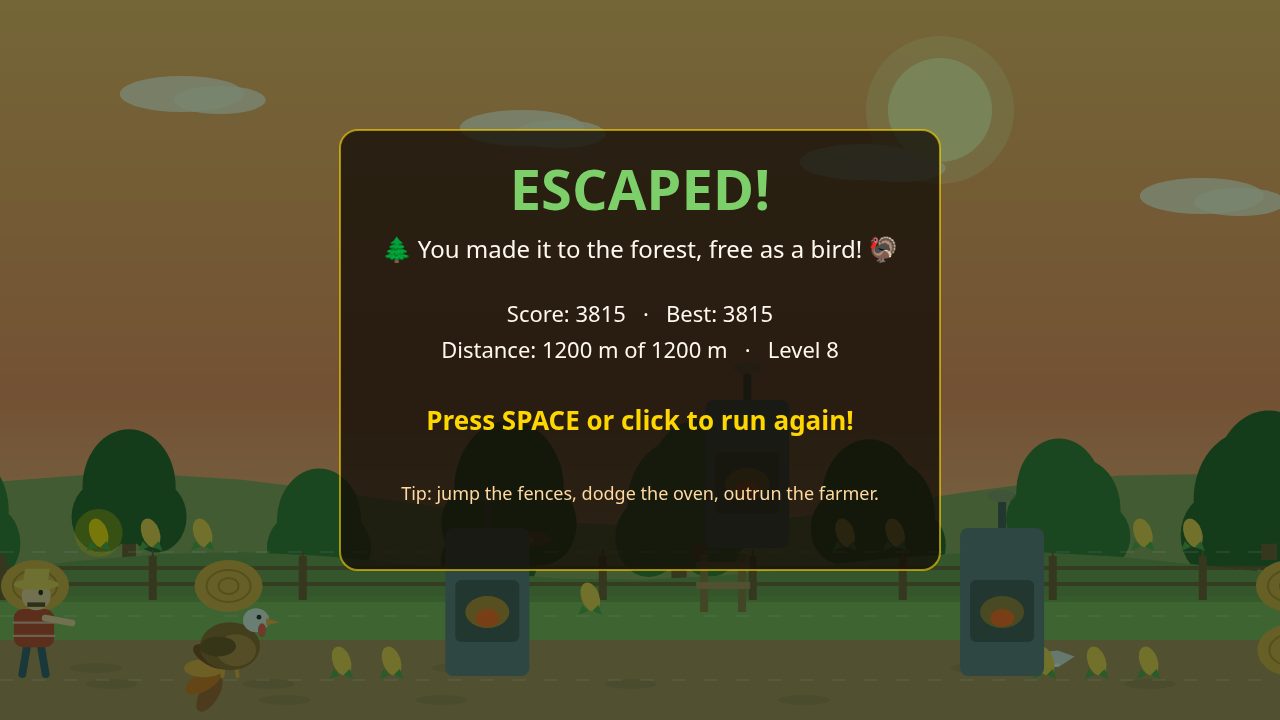 ESCAPED!
🌲 You made it to the forest, free as a bird! 🦃
Score: 3815 · Best: 3815
Distance: 1200 m of 1200 m · Level 8
Press SPACE or click to run again!
Tip: jump the fences, dodge the oven, outrun the farmer.